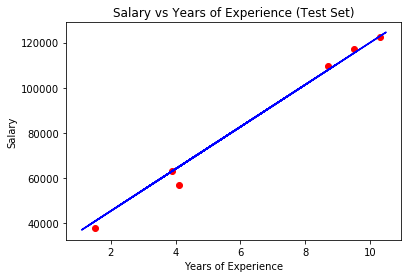 Salary vs Years of Experience (Test Set)
120000
100000
80000
60000
40000
Salary
2 4 6 8 10
Years of Experience